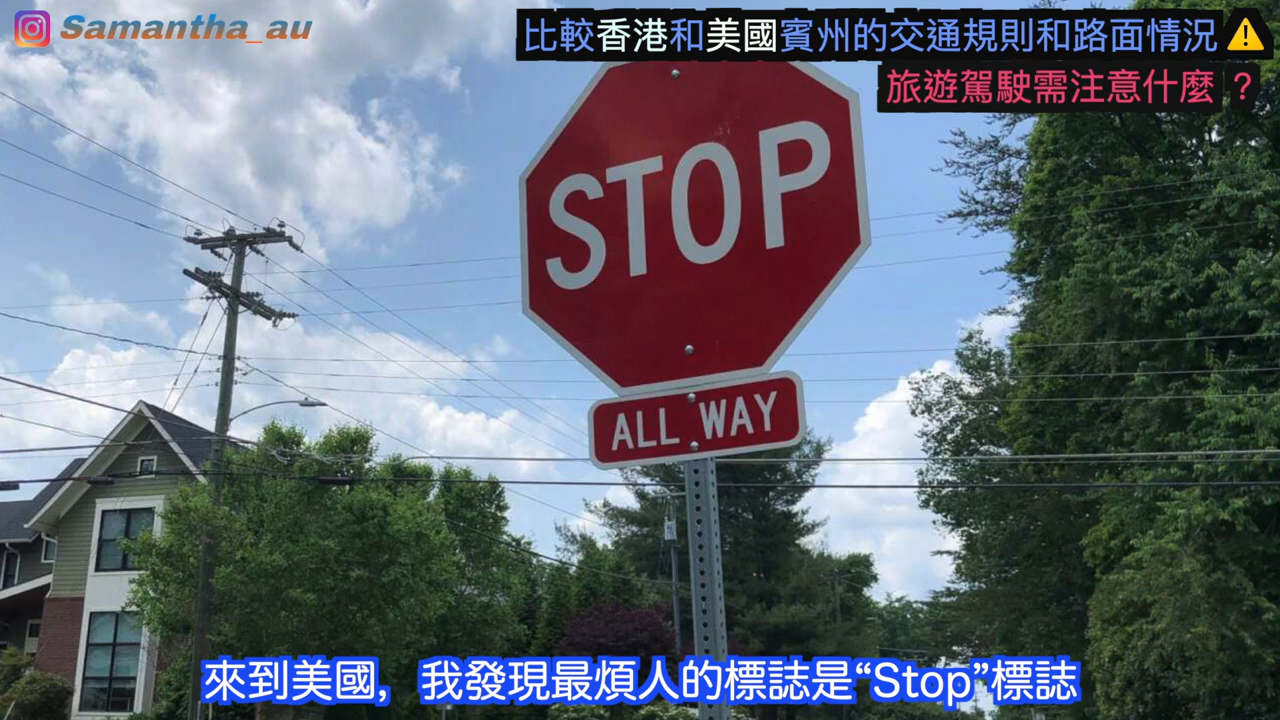 Samantha_au
比較香港和美國賓州的交通規則和路面情況⚠️
旅遊駕駛需注意什麼？
STOP
ALL WAY
來到美國，我發現最煩人的標誌是“Stop”標誌